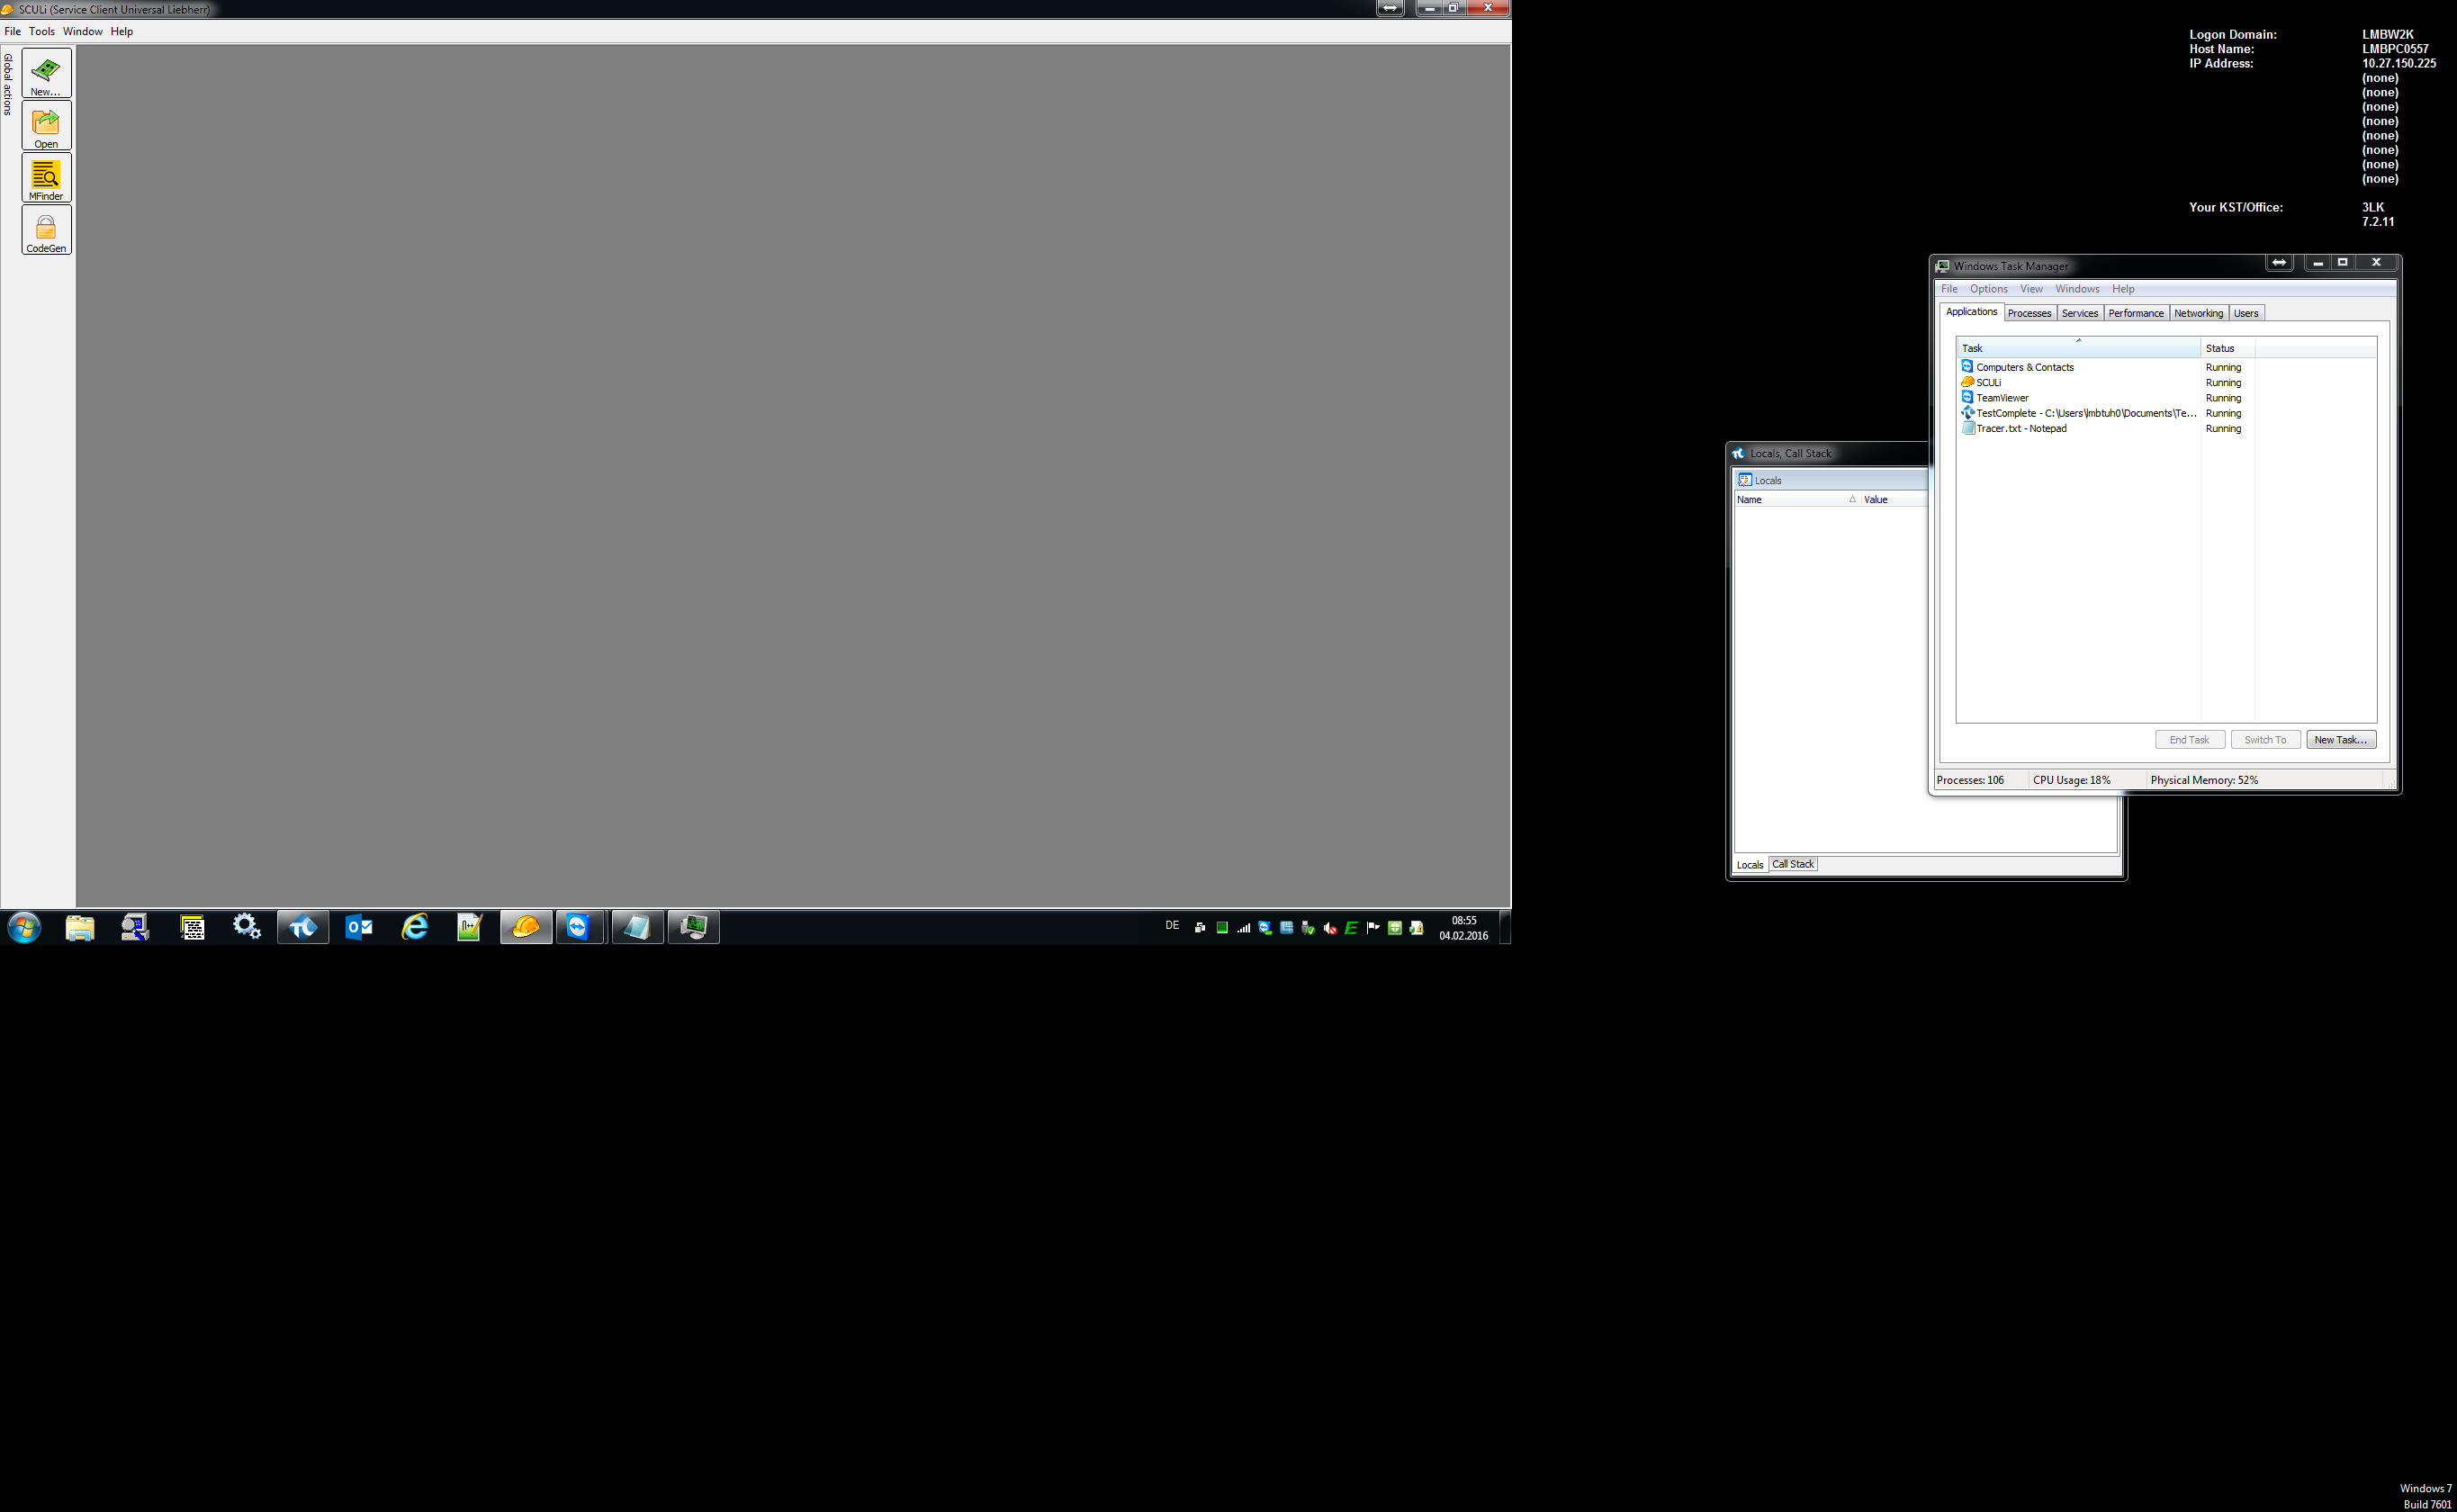 SCULi (Service Client Universal Liebherr)
File Tools Window Help
Global actions
New...
Open
MFinder
CodeGen
Logon Domain: LMBW2K
Host Name: LMBPC0557
IP Address: 10.27.150.225
(none)
(none)
(none)
(none)
(none)
(none)
(none)
(none)
Your KST/Office: 3LK
7.2.11
Windows Task Manager
File Options View Windows Help
Applications Processes Services Performance Networking Users
Task Status
Computers & Contacts Running
SCULi Running
TeamViewer Running
TestComplete - C:\Users\lmbtuh0\Documents\Te... Running
Tracer.txt - Notepad Running
End Task Switch To New Task...
Processes: 106 CPU Usage: 18% Physical Memory: 52%
Locals, Call Stack
Locals
Name Value
Locals Call Stack
DE
08:55
04.02.2016
Windows 7
Build 7601